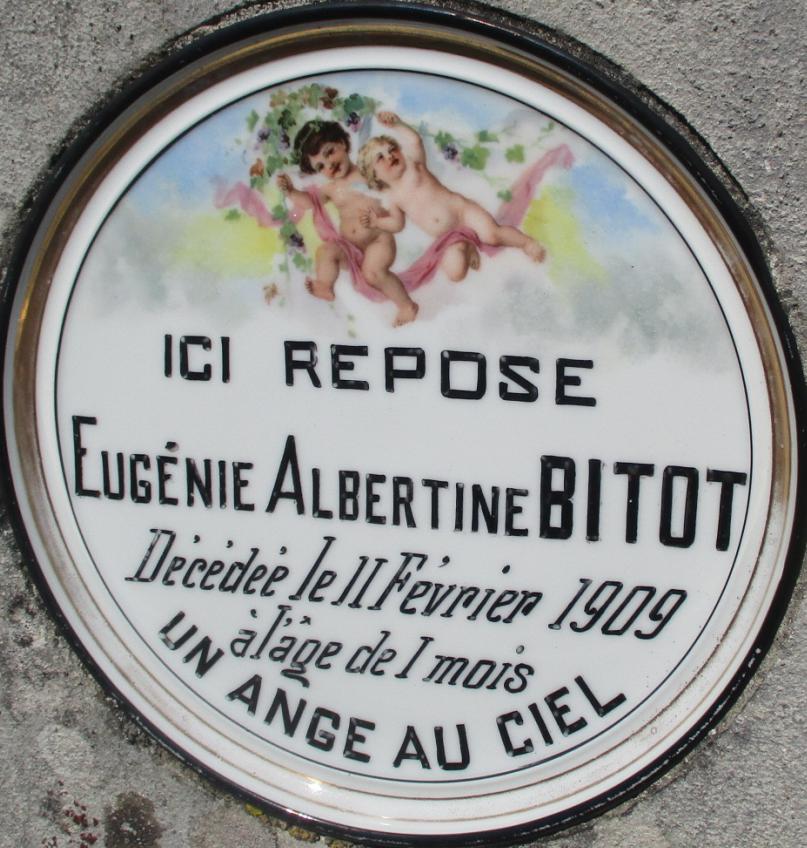 ICI REPOSE
EUGÉNIE ALBERTINE BITOT
Décédée le 11 Février 1909
à l'âge de 1 mois
UN ANGE AU CIEL